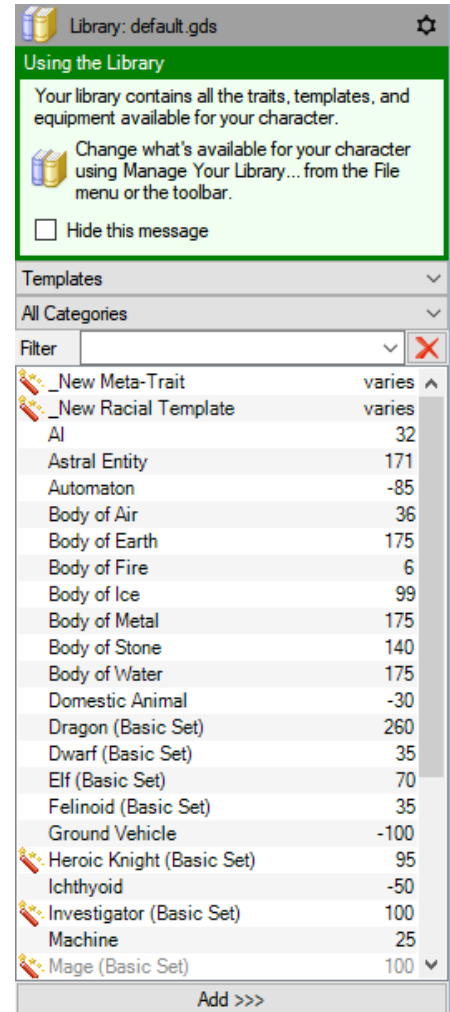 Library: default.gds
Using the Library
Your library contains all the traits, templates, and
equipment available for your character.
Change what's available for your character
using Manage Your Library... from the File
menu or the toolbar.
Hide this message
Templates
All Categories
Filter
_New Meta-Trait varies
_New Racial Template varies
AI 32
Astral Entity 171
Automaton -85
Body of Air 36
Body of Earth 175
Body of Fire 6
Body of Ice 99
Body of Metal 175
Body of Stone 140
Body of Water 175
Domestic Animal -30
Dragon (Basic Set) 260
Dwarf (Basic Set) 35
Elf (Basic Set) 70
Felinoid (Basic Set) 35
Ground Vehicle -100
Heroic Knight (Basic Set) 95
Ichthyoid -50
Investigator (Basic Set) 100
Machine 25
Mage (Basic Set) 100
Add >>>